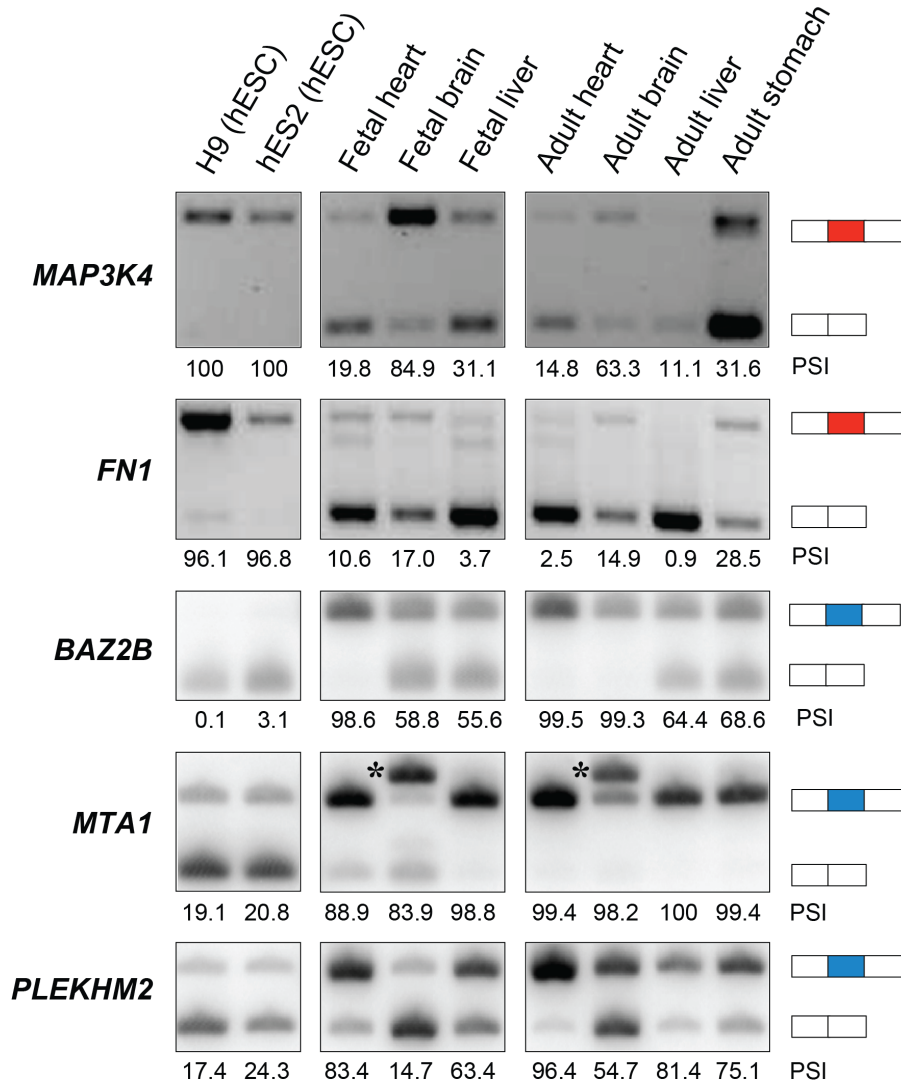 H9 (hESC)
hES2 (hESC)
Fetal heart
Fetal brain
Fetal liver
Adult heart
Adult brain
Adult liver
Adult stomach
MAP3K4
100 100 19.8 84.9 31.1 14.8 63.3 11.1 31.6 PSI
FN1
96.1 96.8 10.6 17.0 3.7 2.5 14.9 0.9 28.5 PSI
BAZ2B
0.1 3.1 98.6 58.8 55.6 99.5 99.3 64.4 68.6 PSI
* *
MTA1
19.1 20.8 88.9 83.9 98.8 99.4 98.2 100 99.4 PSI
PLEKHM2
17.4 24.3 83.4 14.7 63.4 96.4 54.7 81.4 75.1 PSI